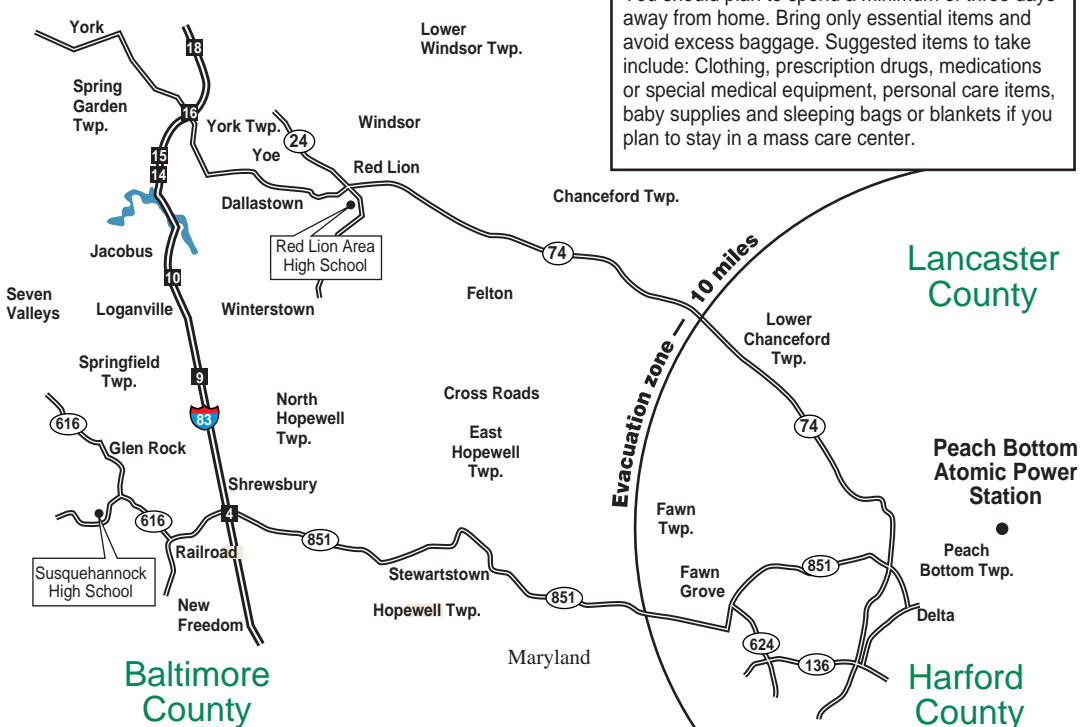 You should plan to spend a minimum of three days
away from home. Bring only essential items and
avoid excess baggage. Suggested items to take
include: Clothing, prescription drugs, medications
or special medical equipment, personal care items,
baby supplies and sleeping bags or blankets if you
plan to stay in a mass care center.
York
18
Lower
Windsor Twp.
Spring
Garden
Twp.
16
York Twp.
24
Windsor
15
14
Yoe
Red Lion
Dallastown
Chanceford Twp.
Red Lion Area
High School
Jacobus
74
10
Evacuation zone — 10 miles
Lancaster
County
Seven
Valleys
Loganville
Winterstown
Felton
Lower
Chanceford
Twp.
Springfield
Twp.
9
83
North
Hopewell
Twp.
Cross Roads
616
Glen Rock
East
Hopewell
Twp.
74
Peach Bottom
Atomic Power
Station
Shrewsbury
4
616
851
Fawn
Twp.
Railroad
Susquehannock
High School
Stewartstown
Fawn
Grove
851
Peach
Bottom Twp.
New
Freedom
Hopewell Twp.
851
Delta
624
Maryland
136
Baltimore
County
Harford
County